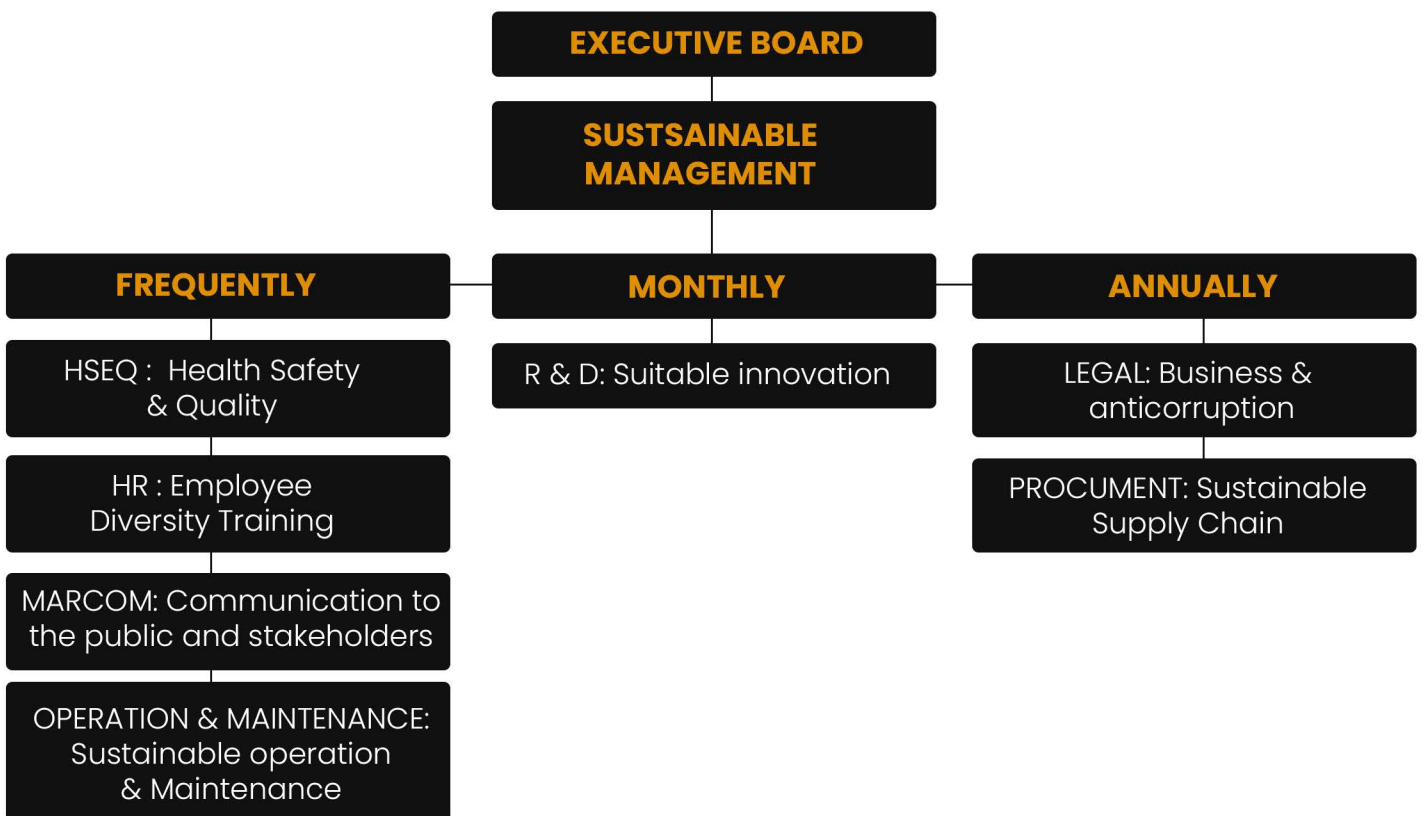 EXECUTIVE BOARD
SUSTSAINABLE
MANAGEMENT
FREQUENTLY
HSEQ :  Health Safety
& Quality
HR : Employee
Diversity Training
MARCOM: Communication to
the public and stakeholders
OPERATION & MAINTENANCE:
Sustainable operation
& Maintenance
MONTHLY
R & D: Suitable innovation
ANNUALLY
LEGAL: Business &
anticorruption
PROCUMENT: Sustainable
Supply Chain